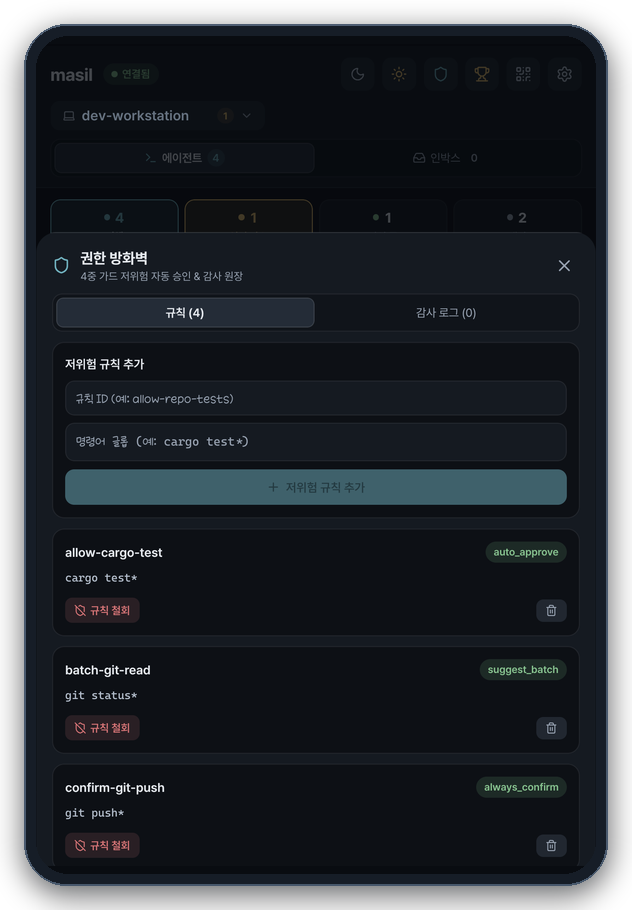 masil
연결됨
dev-workstation
1
에이전트 4
인박스 0
4
1
1
2
권한 방화벽
4중 가드 저위험 자동 승인 & 감사 원장
규칙 (4)
감사 로그 (0)
저위험 규칙 추가
규칙 ID (예: allow-repo-tests)
명령어 글롭 (예: cargo test*)
+ 저위험 규칙 추가
allow-cargo-test
auto_approve
cargo test*
규칙 철회
batch-git-read
suggest_batch
git status*
규칙 철회
confirm-git-push
always_confirm
git push*
규칙 철회